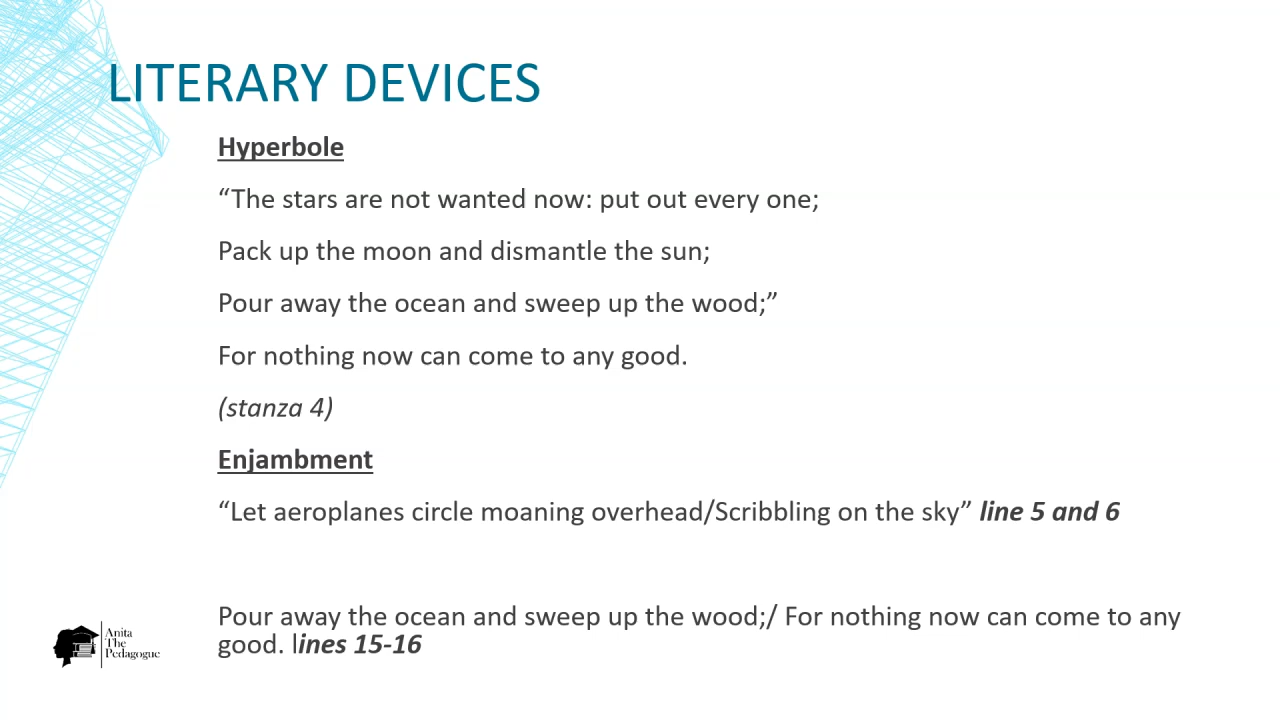 LITERARY DEVICES
Hyperbole
“The stars are not wanted now: put out every one;
Pack up the moon and dismantle the sun;
Pour away the ocean and sweep up the wood;”
For nothing now can come to any good.
(stanza 4)
Enjambment
“Let aeroplanes circle moaning overhead/Scribbling on the sky” line 5 and 6
Pour away the ocean and sweep up the wood;/ For nothing now can come to any
good. lines 15-16
Anita
The
Pedagogue